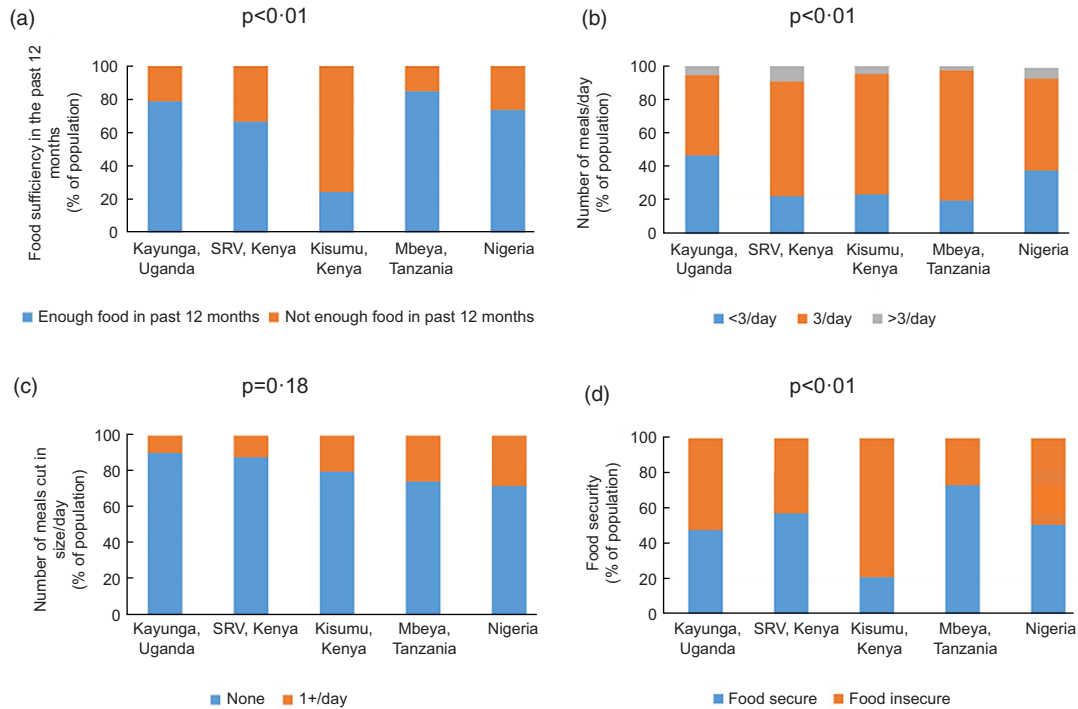 (a)
p<0·01
Food sufficiency in the past 12
months
(% of population)
100
80
60
40
20
0
Kayunga,
Uganda
SRV, Kenya
Kisumu,
Kenya
Mbeya,
Tanzania
Nigeria
Enough food in past 12 months
Not enough food in past 12 months
(b)
p<0·01
Number of meals/day
(% of population)
100
80
60
40
20
0
Kayunga,
Uganda
SRV, Kenya
Kisumu,
Kenya
Mbeya,
Tanzania
Nigeria
<3/day
3/day
>3/day
(c)
p=0·18
Number of meals cut in
size/day
(% of population)
100
80
60
40
20
0
Kayunga,
Uganda
SRV, Kenya
Kisumu,
Kenya
Mbeya,
Tanzania
Nigeria
None
1+/day
(d)
p<0·01
Food security
(% of population)
100
80
60
40
20
0
Kayunga,
Uganda
SRV, Kenya
Kisumu,
Kenya
Mbeya,
Tanzania
Nigeria
Food secure
Food insecure